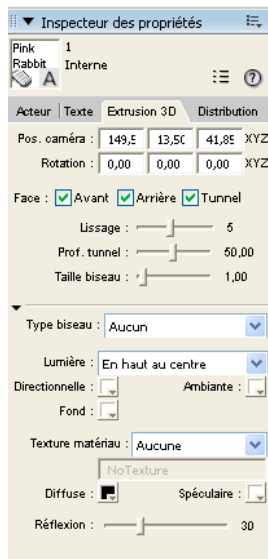 Inspecteur des propriétés
Pink Rabbit
1
Interne
Acteur Texte Extrusion 3D Distribution
Pos. caméra : 149,5 13,50 41,85 XYZ
Rotation : 0,00 0,00 0,00 XYZ
Face : Avant Arrière Tunnel
Lissage : 5
Prof. tunnel : 50,00
Taille biseau : 1,00
Type biseau : Aucun
Lumière : En haut au centre
Directionnelle : Ambiante :
Fond :
Texture matériau : Aucune
NoTexture
Diffuse : Spéculaire :
Réflexion : 30